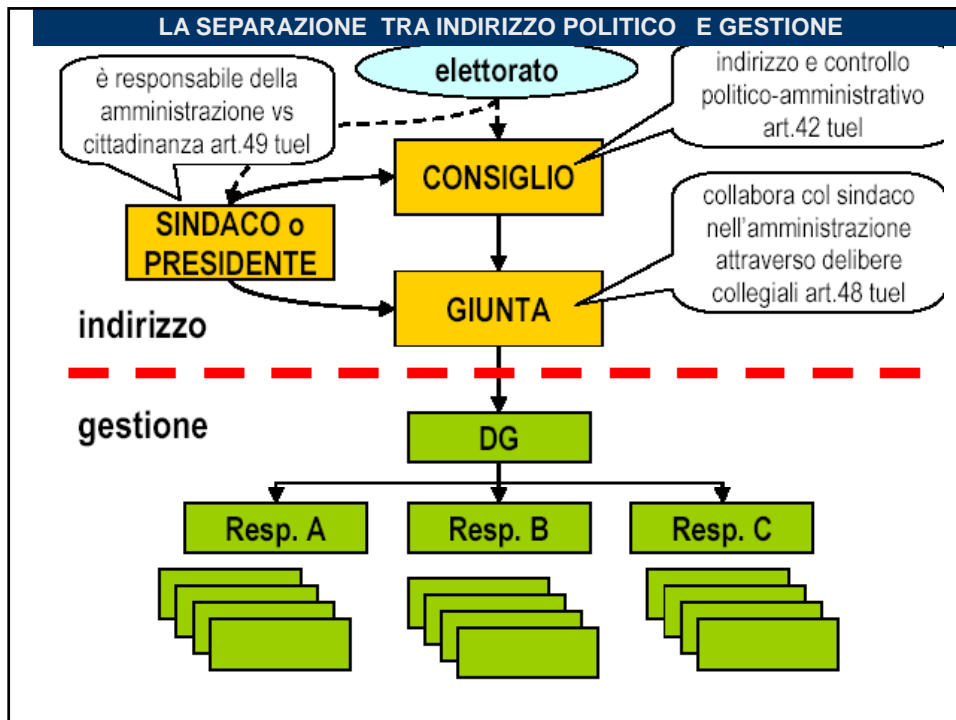 LA SEPARAZIONE TRA INDIRIZZO POLITICO E GESTIONE
è responsabile della
amministrazione vs
cittadinanza art.49 tuel
elettorato
indirizzo e controllo
politico-amministrativo
art.42 tuel
CONSIGLIO
SINDACO o
PRESIDENTE
collabora col sindaco
nell'amministrazione
attraverso delibere
collegiali art.48 tuel
GIUNTA
indirizzo
gestione
DG
Resp. A
Resp. B
Resp. C